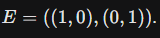 E = ((1, 0), (0, 1)).